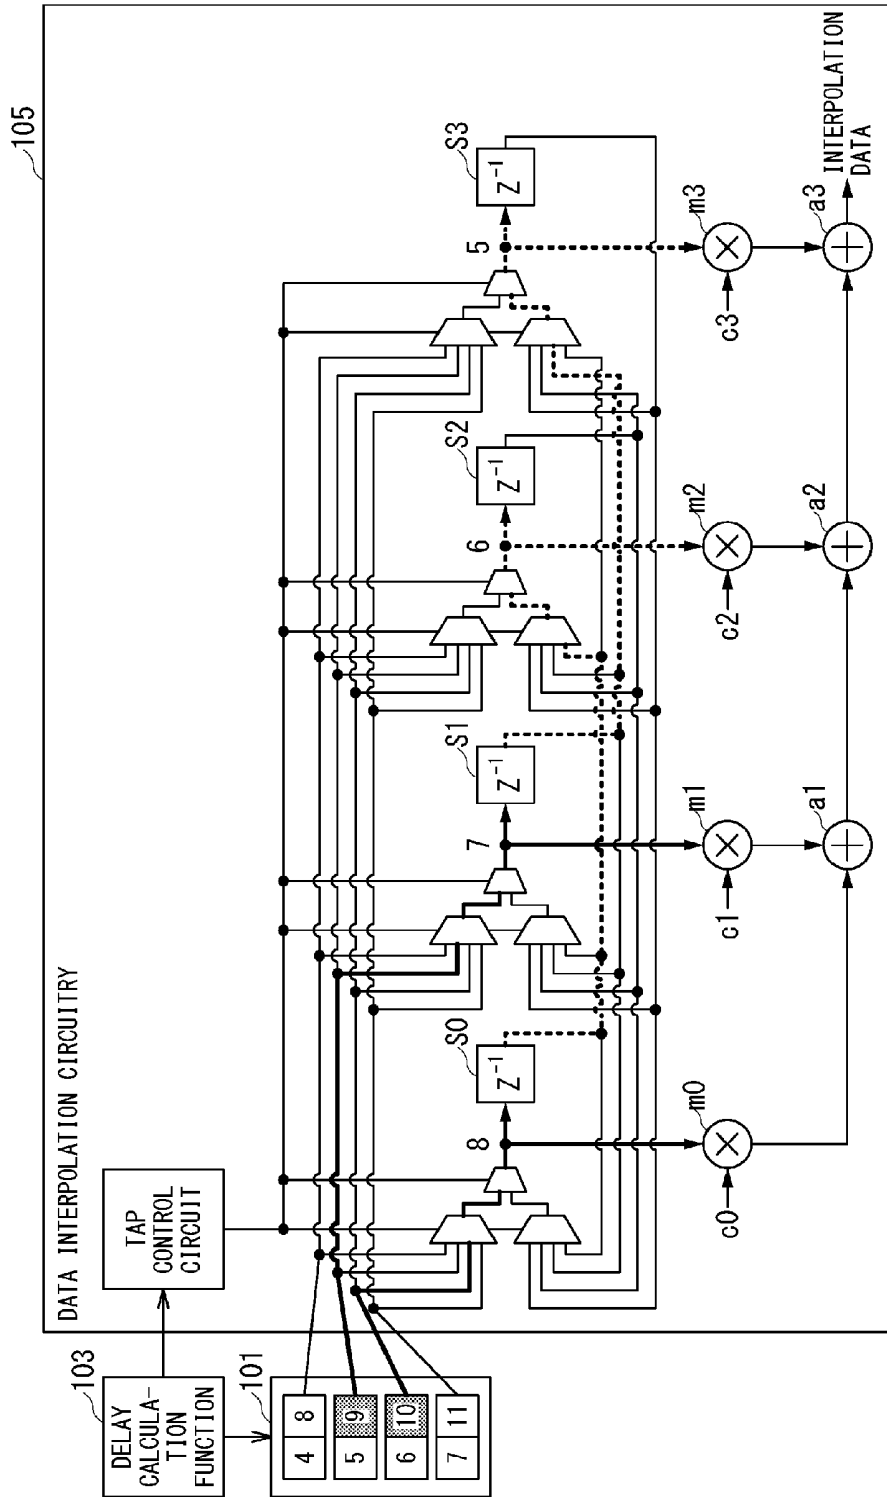 105
DATA INTERPOLATION CIRCUITRY
103
DELAY
CALCULA-
TION
FUNCTION
TAP
CONTROL
CIRCUIT
101
4 8
5 9
6 10
7 11
8
S0
Z⁻¹
7
S1
Z⁻¹
6
S2
Z⁻¹
5
S3
Z⁻¹
c0
m0
c1
m1
c2
m2
c3
m3
a1
a2
a3
INTERPOLATION
DATA